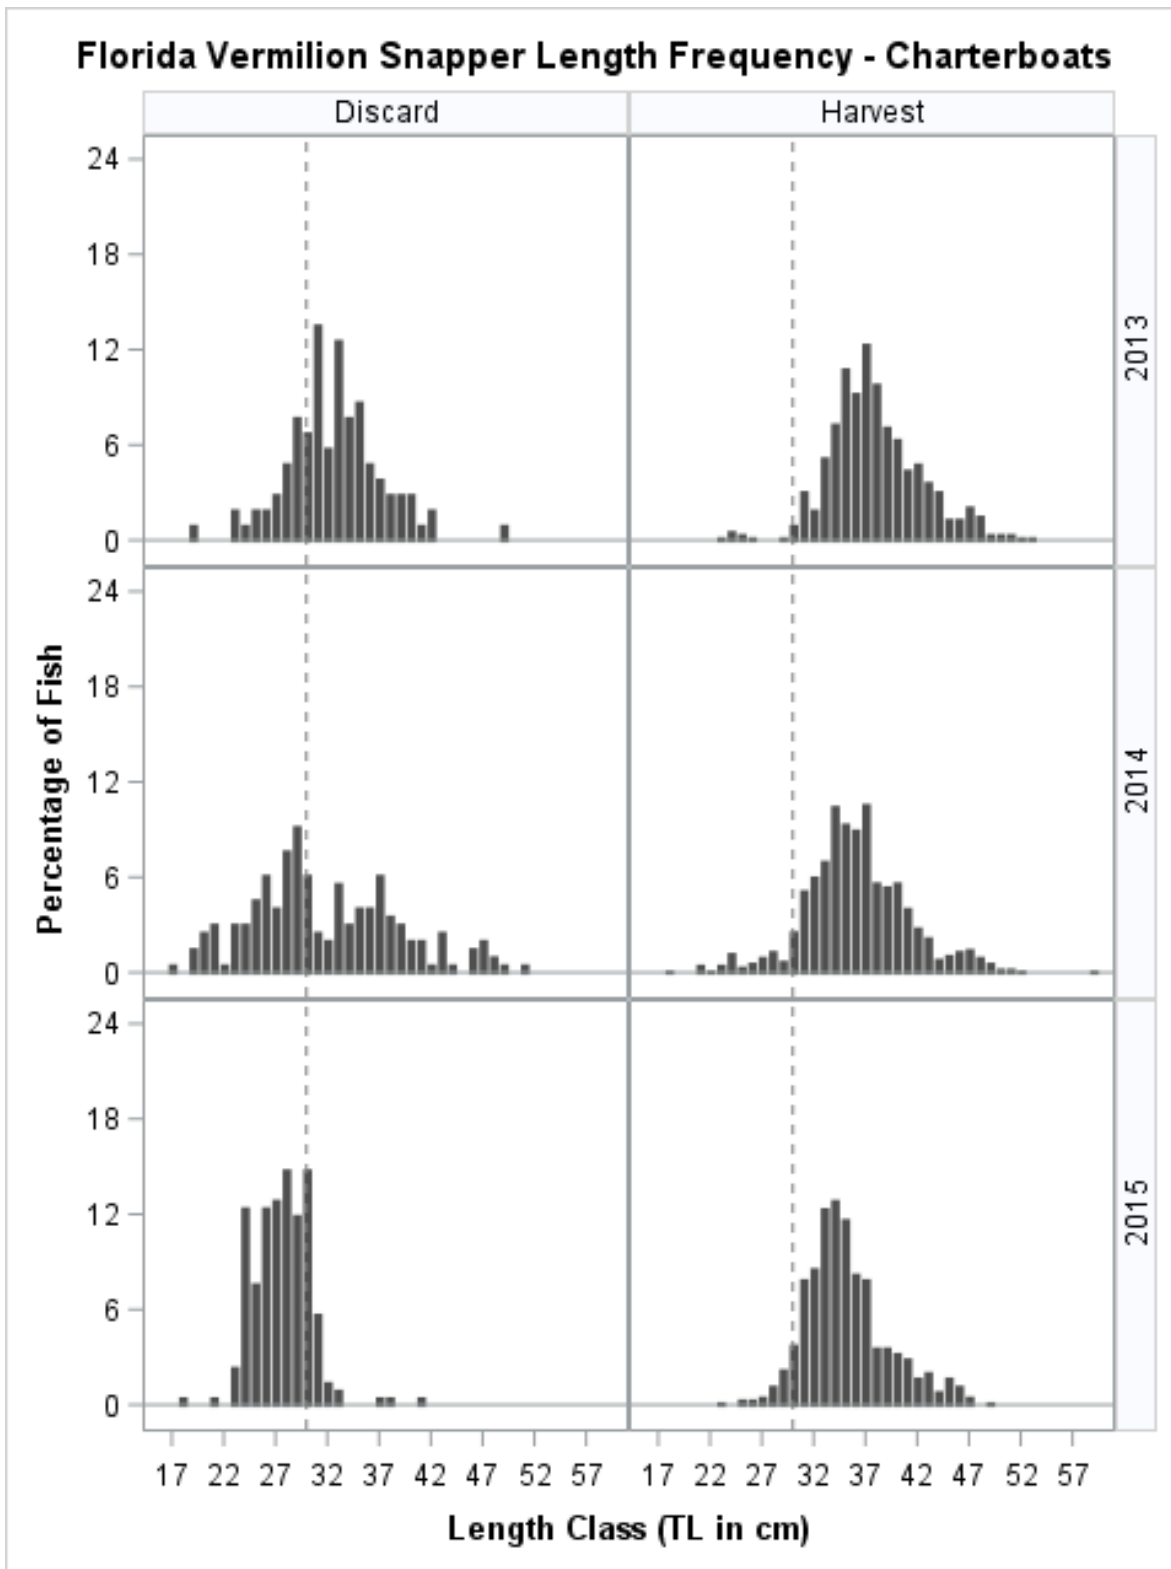 Florida Vermilion Snapper Length Frequency - Charterboats
Discard
Harvest
24
18
12
6
0
2013
24
18
12
6
0
2014
24
18
12
6
0
2015
Percentage of Fish
17 22 27 32 37 42 47 52 57
17 22 27 32 37 42 47 52 57
Length Class (TL in cm)